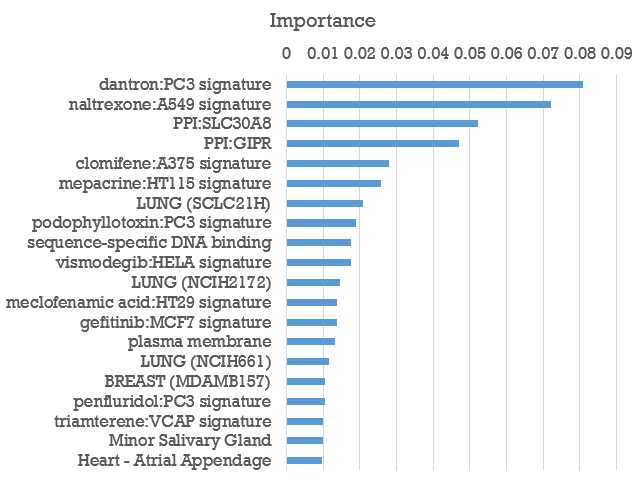 Importance
0 0.01 0.02 0.03 0.04 0.05 0.06 0.07 0.08 0.09
dantron:PC3 signature
naltrexone:A549 signature
PPI:SLC30A8
PPI:GIPR
clomifene:A375 signature
mepacrine:HT115 signature
LUNG (SCLC21H)
podophyllotoxin:PC3 signature
sequence-specific DNA binding
vismodegib:HELA signature
LUNG (NCIH2172)
meclofenamic acid:HT29 signature
gefitinib:MCF7 signature
plasma membrane
LUNG (NCIH661)
BREAST (MDAMB157)
penfluridol:PC3 signature
triamterene:VCAP signature
Minor Salivary Gland
Heart - Atrial Appendage